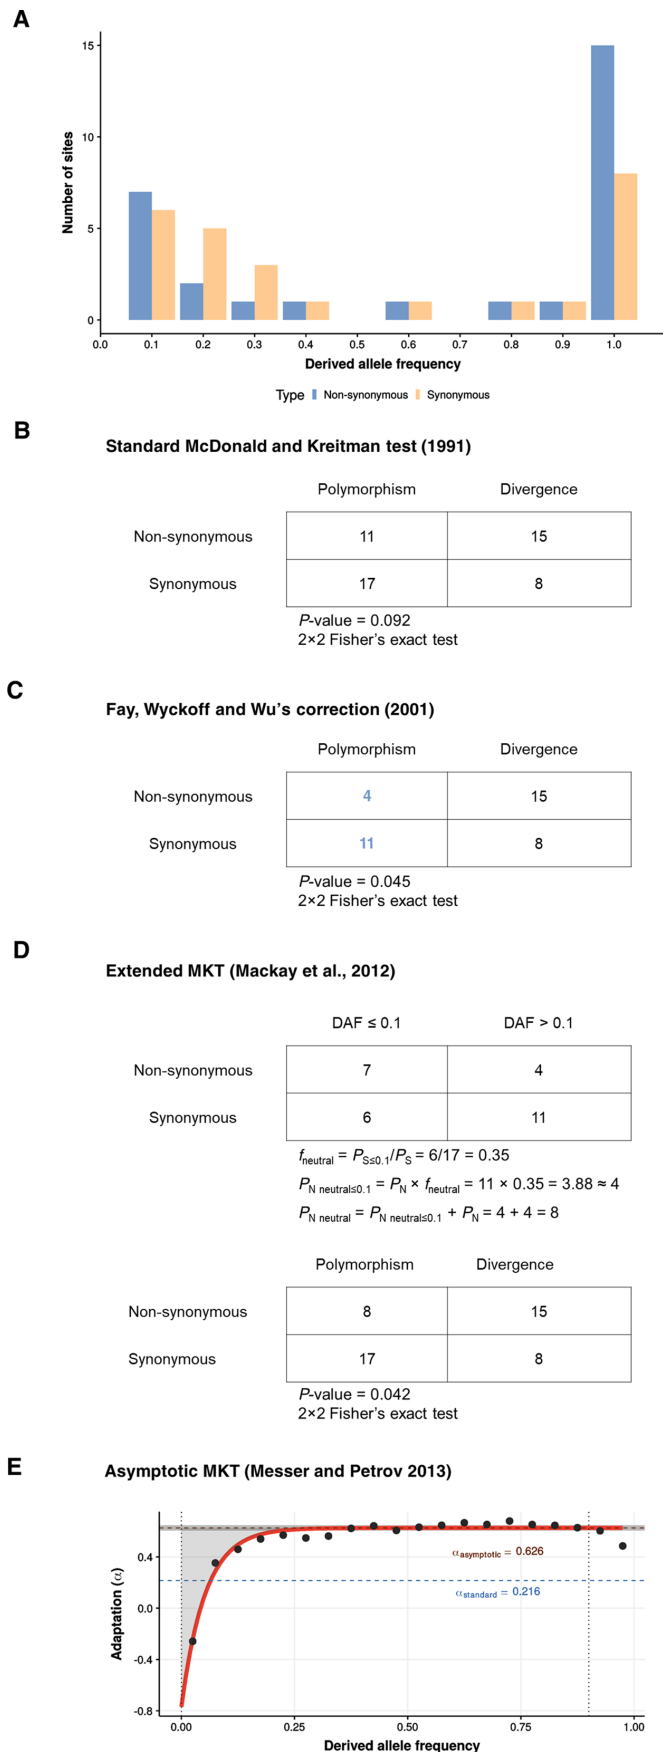 A
15
10
5
0
Number of sites
0.0 0.1 0.2 0.3 0.4 0.5 0.6 0.7 0.8 0.9 1.0
Derived allele frequency
Type Non-synonymous Synonymous
B
Standard McDonald and Kreitman test (1991)
Polymorphism Divergence
Non-synonymous 11 15
Synonymous 17 8
P-value = 0.092
2×2 Fisher's exact test
C
Fay, Wyckoff and Wu's correction (2001)
Polymorphism Divergence
Non-synonymous 4 15
Synonymous 11 8
P-value = 0.045
2×2 Fisher's exact test
D
Extended MKT (Mackay et al., 2012)
DAF ≤ 0.1 DAF > 0.1
Non-synonymous 7 4
Synonymous 6 11
fneutral = PS≤0.1/PS = 6/17 = 0.35
PN neutral≤0.1 = PN × fneutral = 11 × 0.35 = 3.88 ≈ 4
PN neutral = PN neutral≤0.1 + PN = 4 + 4 = 8
Polymorphism Divergence
Non-synonymous 8 15
Synonymous 17 8
P-value = 0.042
2×2 Fisher's exact test
E
Asymptotic MKT (Messer and Petrov 2013)
Adaptation (α)
0.4
0.0
-0.4
-0.8
αasymptotic = 0.626
αstandard = 0.216
0.00 0.25 0.50 0.75 1.00
Derived allele frequency